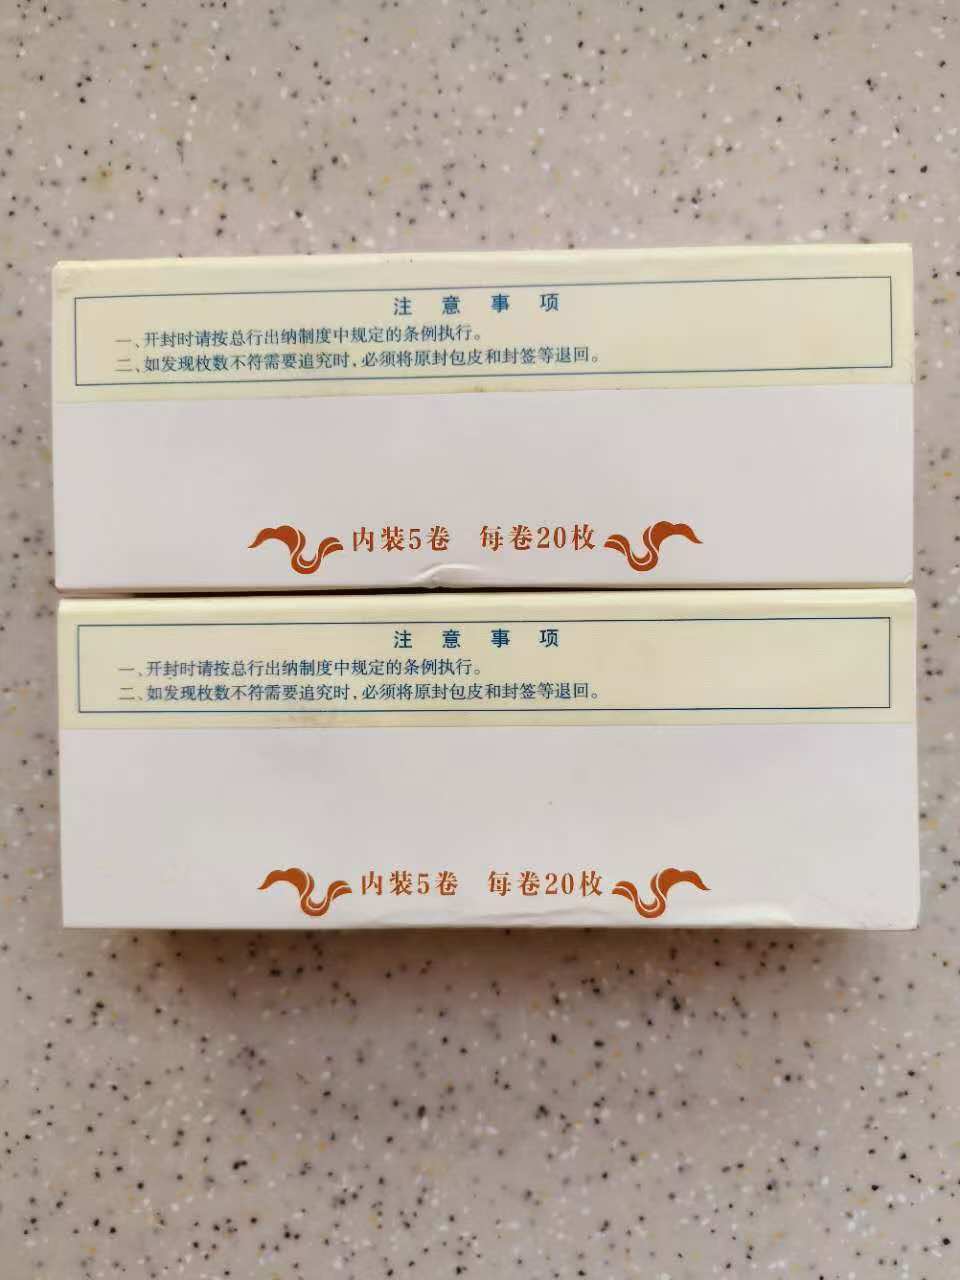 注意事项
一、开封时请按总行出纳制度中规定的条例执行。
二、如发现枚数不符需要追究时，必须将原封包皮和封签等退回。
内装5卷 每卷20枚
注意事项
一、开封时请按总行出纳制度中规定的条例执行。
二、如发现枚数不符需要追究时，必须将原封包皮和封签等退回。
内装5卷 每卷20枚